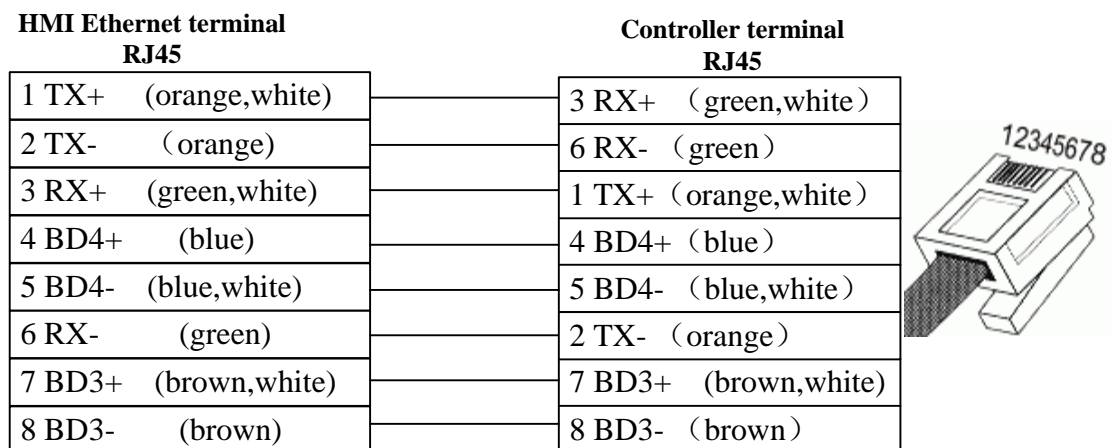 HMI Ethernet terminal
RJ45
1 TX+ (orange,white)
2 TX- （orange)
3 RX+ (green,white)
4 BD4+ (blue)
5 BD4- (blue,white)
6 RX- (green)
7 BD3+ (brown,white)
8 BD3- (brown)
Controller terminal
RJ45
3 RX+ （green,white）
6 RX- （green）
1 TX+（orange,white）
4 BD4+（blue）
5 BD4- （blue,white）
2 TX- （orange）
7 BD3+ (brown,white)
8 BD3- （brown）
12345678